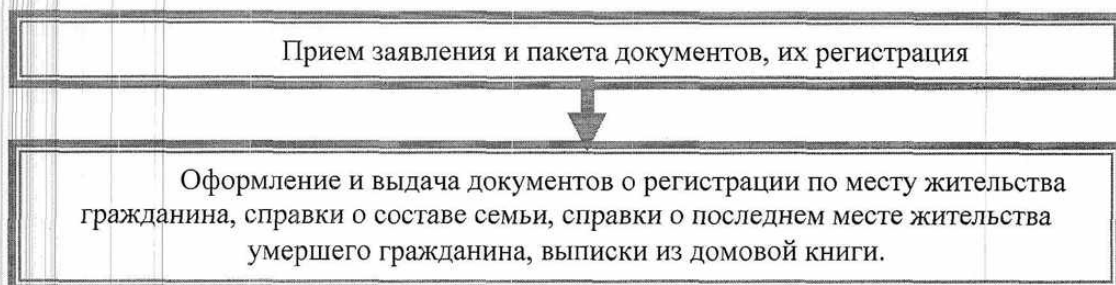 Прием заявления и пакета документов, их регистрация
Оформление и выдача документов о регистрации по месту жительства
гражданина, справки о составе семьи, справки о последнем месте жительства
умершего гражданина, выписки из домовой книги.